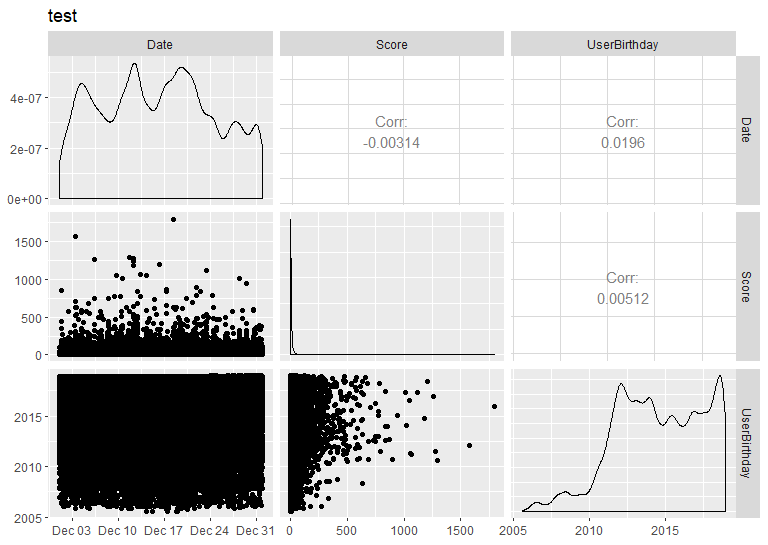 test
Date Score UserBirthday
4e-07
2e-07
0e+00
Corr:
-0.00314
Corr:
0.0196
Date
1500
1000
500
0
Corr:
0.00512
Score
2015
2010
2005
UserBirthday
Dec 03 Dec 10 Dec 17 Dec 24 Dec 31
0 500 1000 1500
2005 2010 2015